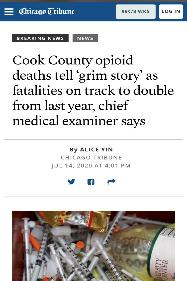 Chicago Tribune
LOG IN
BREAKING NEWS
NEWS
Cook County opioid
deaths tell 'grim story' as
fatalities on track to double
from last year, chief
medical examiner says
By ALICE YIN
CHICAGO TRIBUNE
JUL 14, 2020 AT 4:01 PM